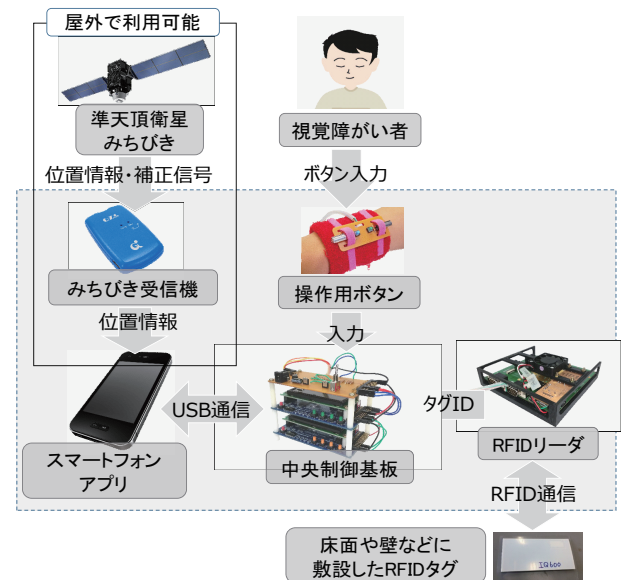 屋外で利用可能
準天頂衛星
みちびき
視覚障がい者
位置情報・補正信号
ボタン入力
みちびき受信機
操作用ボタン
位置情報
入力
USB通信
タグID
スマートフォン
アプリ
中央制御基板
RFIDリーダ
RFID通信
床面や壁などに
敷設したRFIDタグ
IQ600